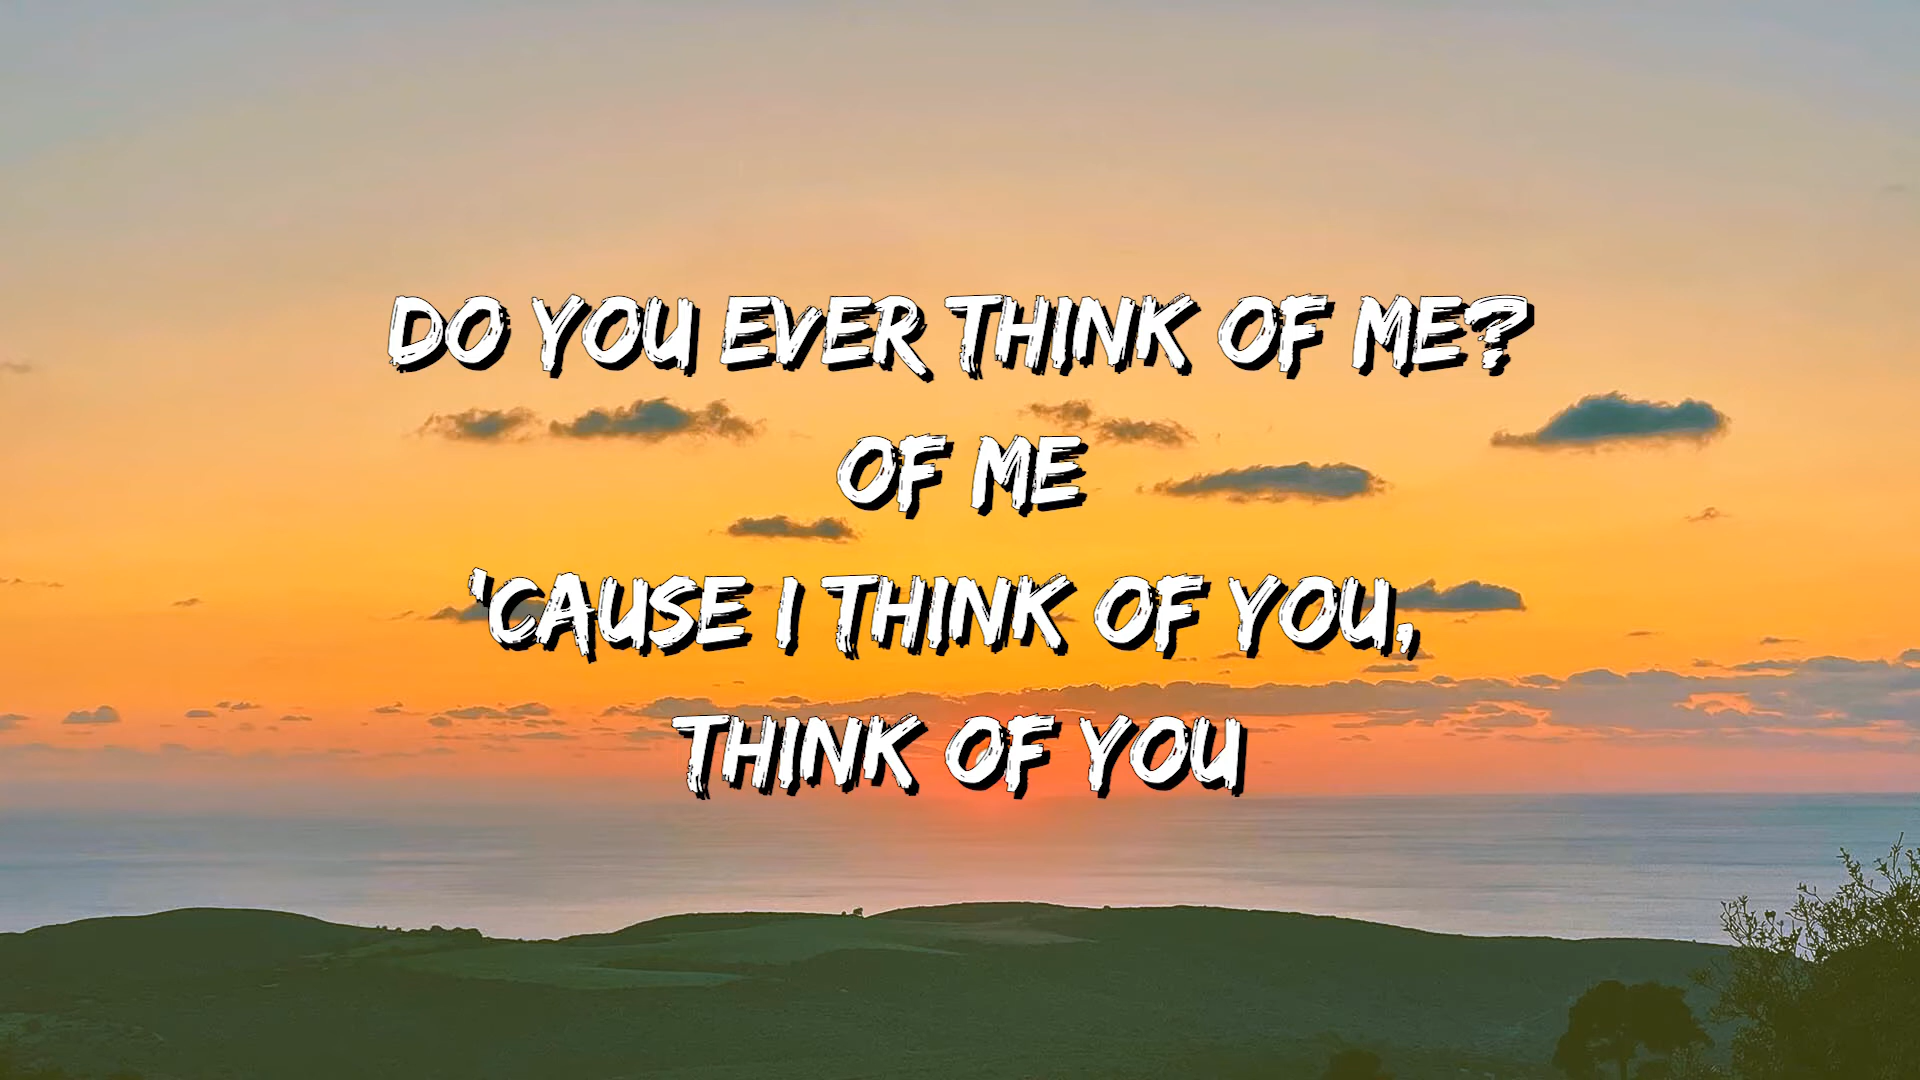 DO YOU EVER THINK OF ME?
OF ME
'CAUSE I THINK OF YOU,
THINK OF YOU